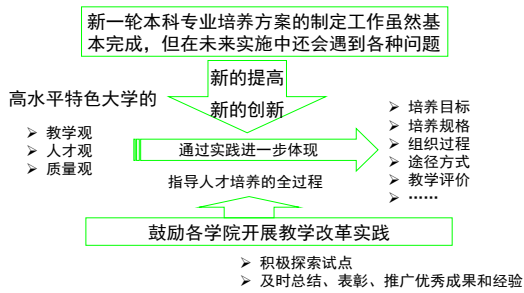 新一轮本科专业培养方案的制定工作虽然基
本完成，但在未来实施中还会遇到各种问题
新的提高
新的创新
高水平特色大学的
➢ 教学观
➢ 人才观
➢ 质量观
通过实践进一步体现
指导人才培养的全过程
➢ 培养目标
➢ 培养规格
➢ 组织过程
➢ 途径方式
➢ 教学评价
➢ ……
鼓励各学院开展教学改革实践
➢ 积极探索试点
➢ 及时总结、表彰、推广优秀成果和经验